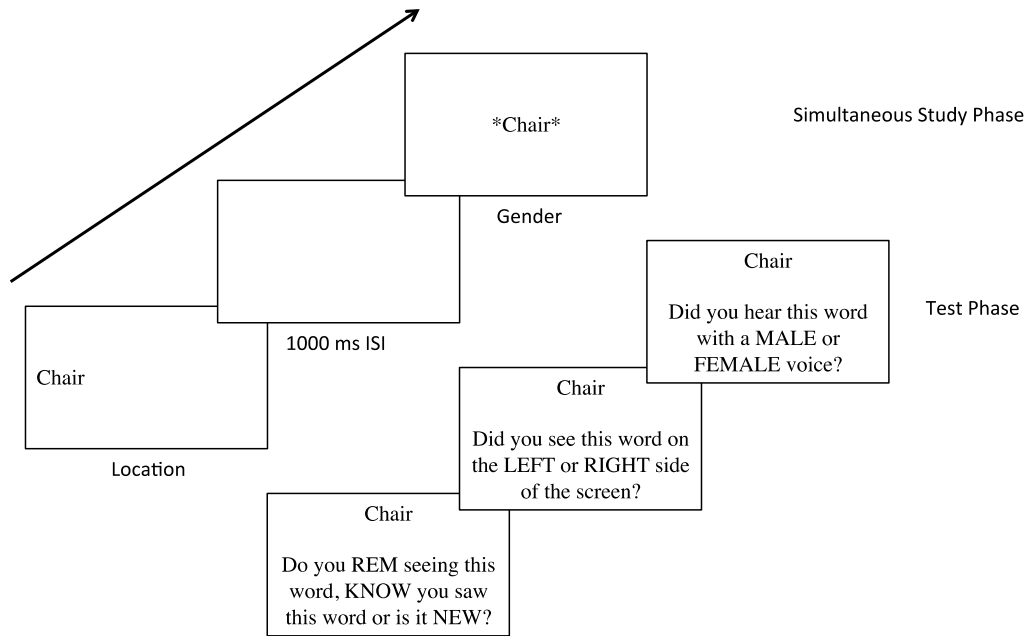 *Chair*
Simultaneous Study Phase
Gender
Chair
Did you hear this word
with a MALE or
FEMALE voice?
Test Phase
1000 ms ISI
Chair
Location
Chair
Did you see this word on
the LEFT or RIGHT side
of the screen?
Chair
Do you REM seeing this
word, KNOW you saw
this word or is it NEW?